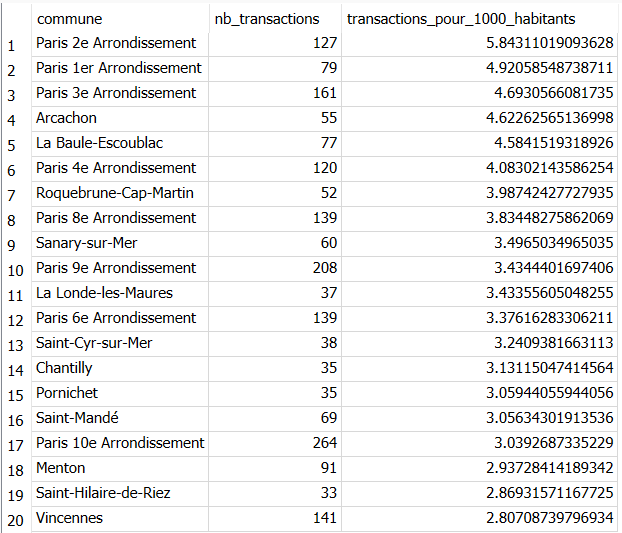 commune nb_transactions transactions_pour_1000_habitants
1 Paris 2e Arrondissement 127 5.84311019093628
2 Paris 1er Arrondissement 79 4.92058548738711
3 Paris 3e Arrondissement 161 4.6930566081735
4 Arcachon 55 4.62262565136998
5 La Baule-Escoublac 77 4.5841519318926
6 Paris 4e Arrondissement 120 4.08302143586254
7 Roquebrune-Cap-Martin 52 3.98742427727935
8 Paris 8e Arrondissement 139 3.83448275862069
9 Sanary-sur-Mer 60 3.4965034965035
10 Paris 9e Arrondissement 208 3.4344401697406
11 La Londe-les-Maures 37 3.43355605048255
12 Paris 6e Arrondissement 139 3.37616283306211
13 Saint-Cyr-sur-Mer 38 3.2409381663113
14 Chantilly 35 3.13115047414564
15 Pornichet 35 3.05944055944056
16 Saint-Mandé 69 3.05634301913536
17 Paris 10e Arrondissement 264 3.0392687335229
18 Menton 91 2.93728414189342
19 Saint-Hilaire-de-Riez 33 2.86931571167725
20 Vincennes 141 2.80708739796934